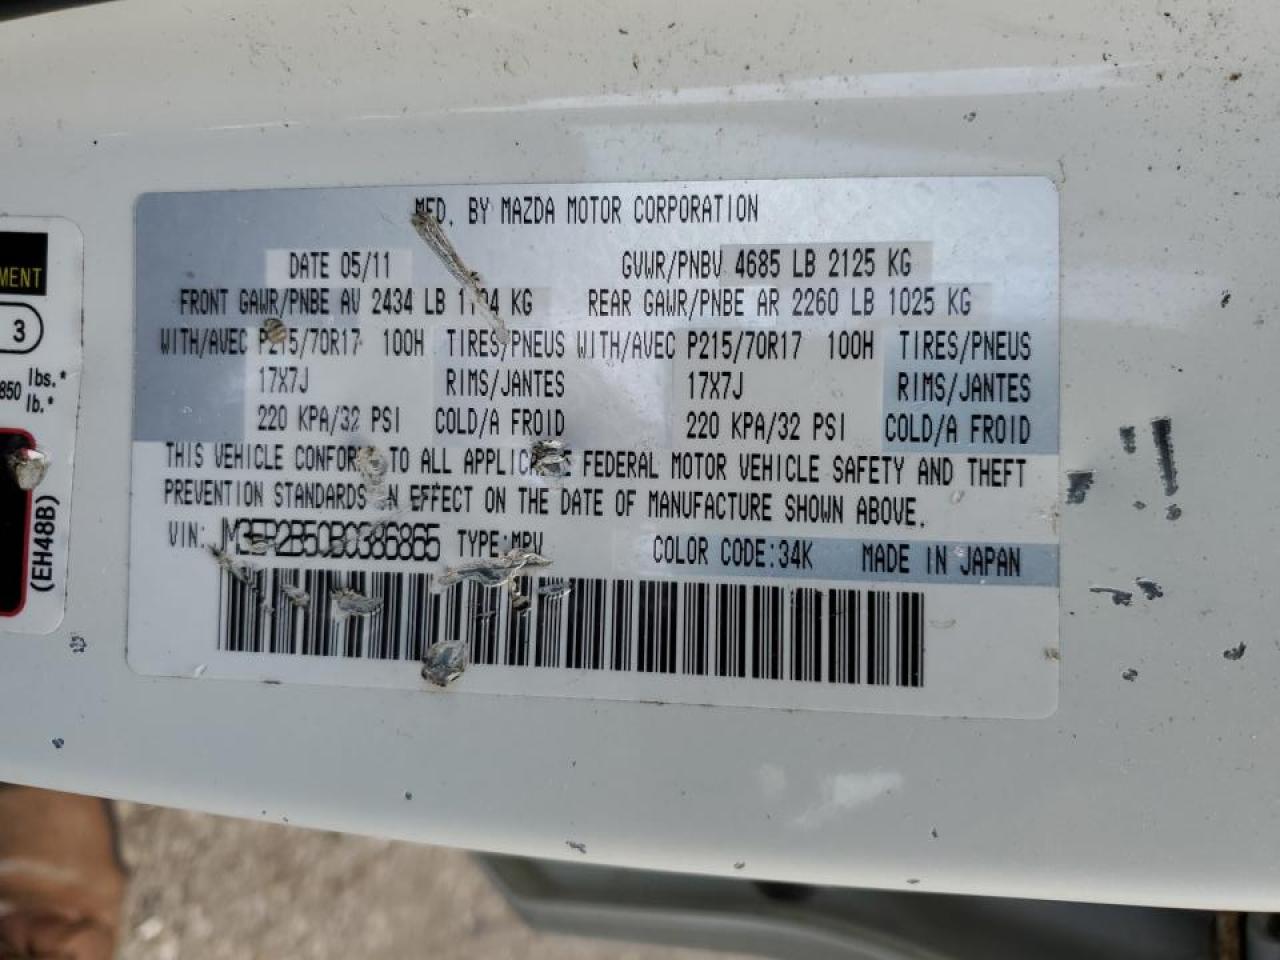 MFD. BY MAZDA MOTOR CORPORATION
DATE 05/11 GVWR/PNBV 4685 LB 2125 KG
FRONT GAWR/PNBE AV 2434 LB 1104 KG REAR GAWR/PNBE AR 2260 LB 1025 KG
WITH/AVEC P215/70R17 100H TIRES/PNEUS WITH/AVEC P215/70R17 100H TIRES/PNEUS
17X7J RIMS/JANTES 17X7J RIMS/JANTES
220 KPA/32 PSI COLD/A FROID 220 KPA/32 PSI COLD/A FROID
THIS VEHICLE CONFORMS TO ALL APPLICABLE FEDERAL MOTOR VEHICLE SAFETY AND THEFT
PREVENTION STANDARDS IN EFFECT ON THE DATE OF MANUFACTURE SHOWN ABOVE.
VIN: JM3ER2B50B0386865 TYPE:MPV COLOR CODE:34K MADE IN JAPAN
MENT
3
850 lbs.*
lb.*
(EH48B)